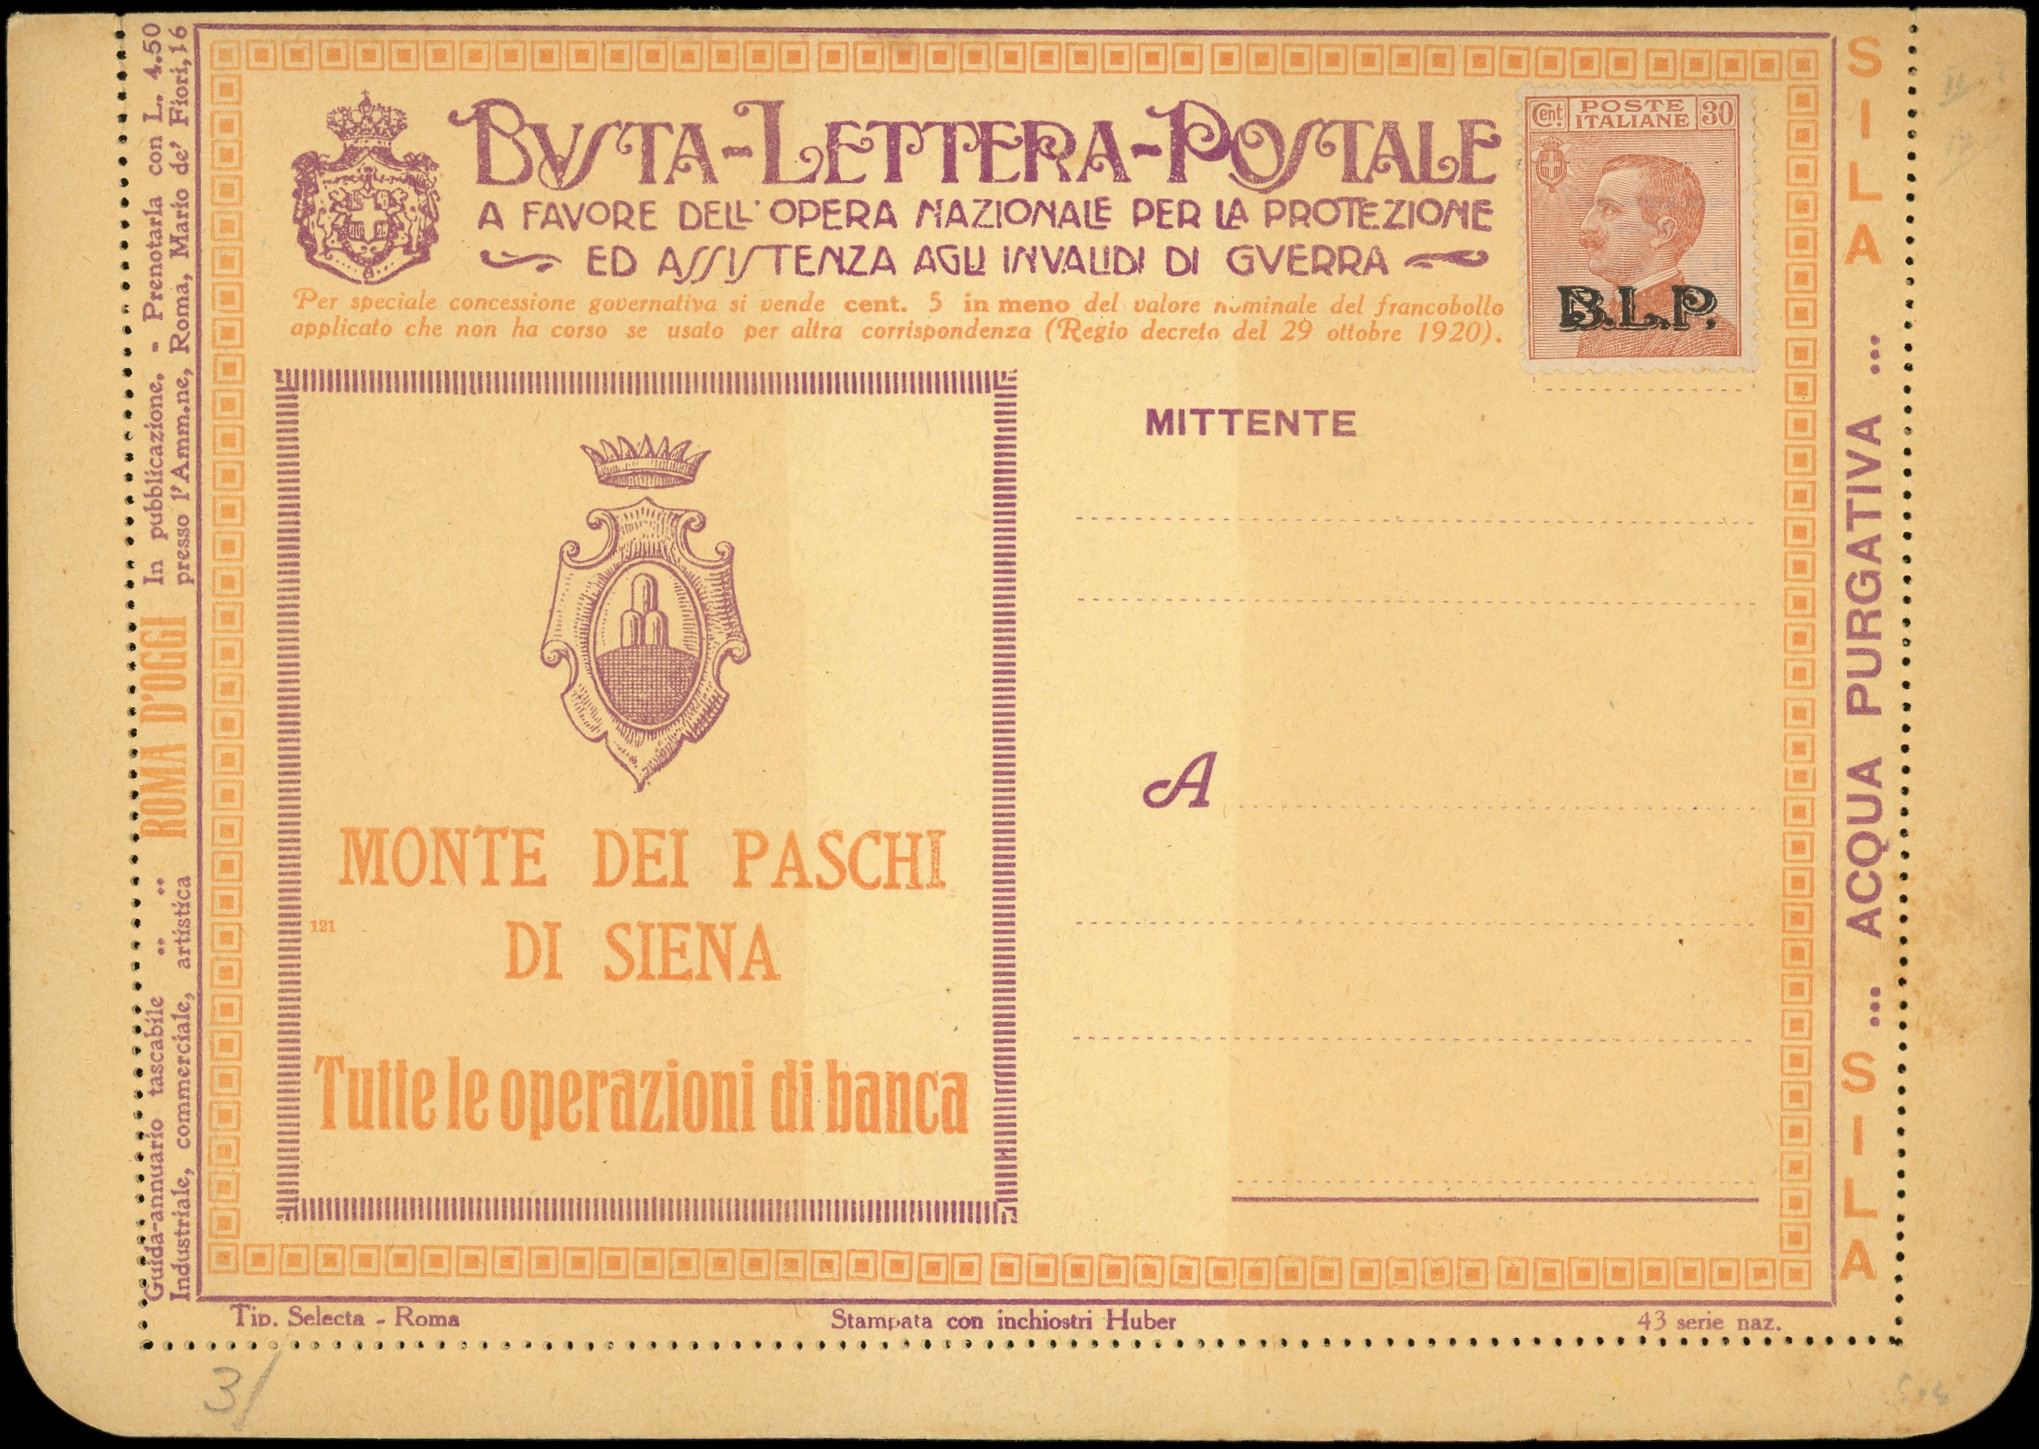 BUSTA-LETTERA-POSTALE
A FAVORE DELL'OPERA NAZIONALE PER LA PROTEZIONE
ED ASSISTENZA AGLI INVALIDI DI GVERRA
Per speciale concessione governativa si vende cent. 5 in meno del valore nominale del francobollo
applicato che non ha corso se usato per altra corrispondenza (Regio decreto del 29 ottobre 1920).
Cent. POSTE ITALIANE 30
B.L.P.
MITTENTE
A
MONTE DEI PASCHI
121
DI SIENA
Tutte le operazioni di banca
Guida-annuario tascabile .. .. .. ROMA D'OGGI In pubblicazione. - Prenotarla con L. 4.50
Industriale, commerciale, artistica presso l'Amm.ne, Roma, Mario de' Fiori, 16
SILA ... ACQUA PURGATIVA ... SILA
Tip. Selecta - Roma
Stampata con inchiostri Huber
43 serie naz.
3/